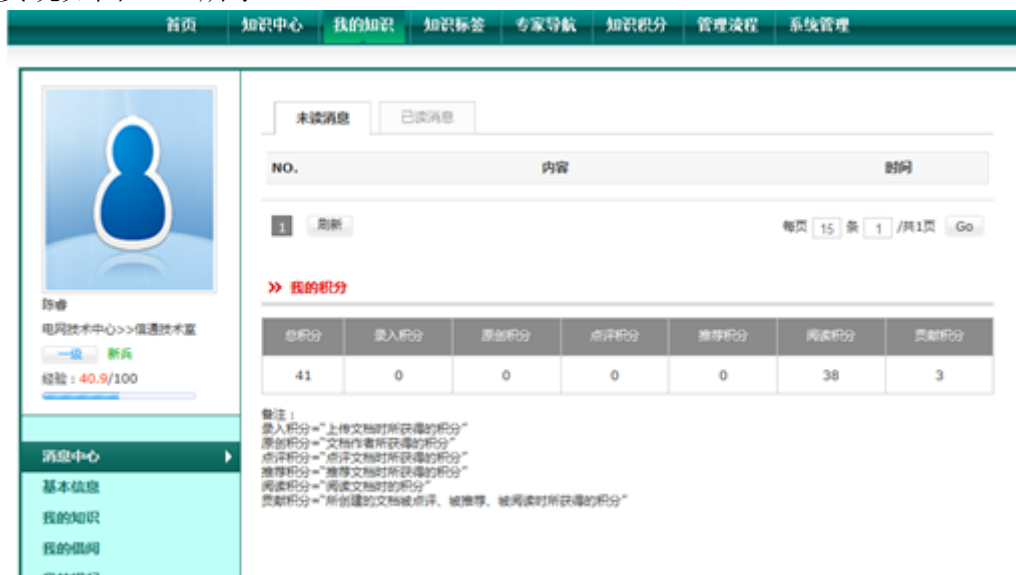 首页 知识中心 我的知识 知识标签 专家导航 知识积分 管理流程 系统管理
未读消息 已读消息
NO. 内容 时间
1 刷新 每页 15 条 1 /共1页 Go
我的积分
陈睿
电网技术中心>>信通技术室
一级 新兵
经验：40.9/100
总积分 录入积分 原创积分 点评积分 推荐积分 阅读积分 贡献积分
41 0 0 0 0 38 3
备注：
录入积分="上传文档时所获得的积分"
原创积分="文档作者所获得的积分"
点评积分="点评文档时所获得的积分"
推荐积分="推荐文档时所获得的积分"
阅读积分="阅读文档时的积分"
贡献积分="所创建的文档被点评、被推荐、被阅读时所获得的积分"
消息中心
基本信息
我的知识
我的借阅